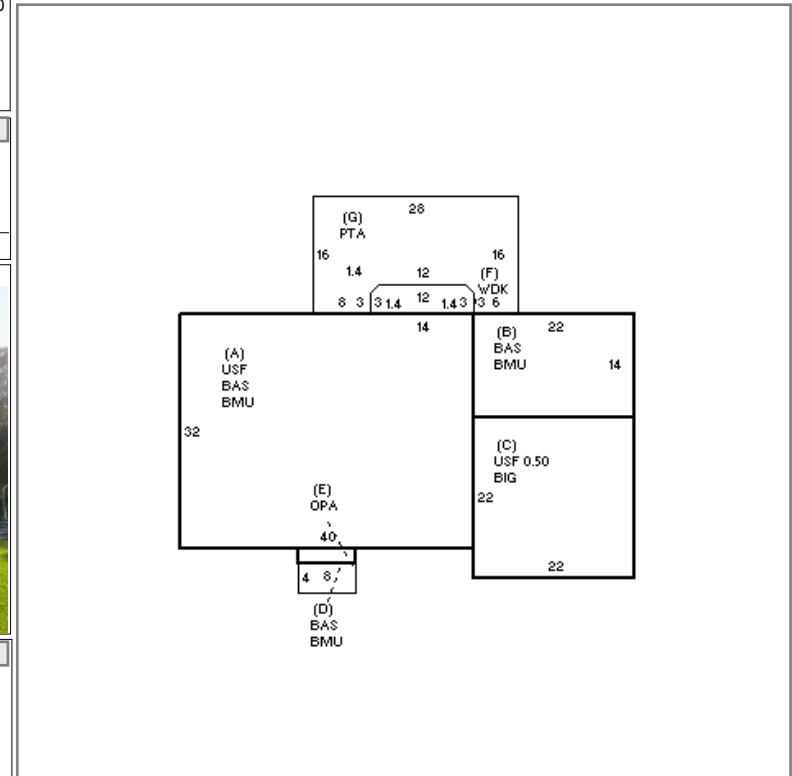 28
(G)
PTA
16
16
1.4
12
(F)
WDK
8 3 3 1.4 12 1.4 3 3 6
14
(B)
BAS
BMU
22
14
(A)
USF
BAS
BMU
32
(C)
USF 0.50
BIG
22
(E)
OPA
40
22
4 8
(D)
BAS
BMU